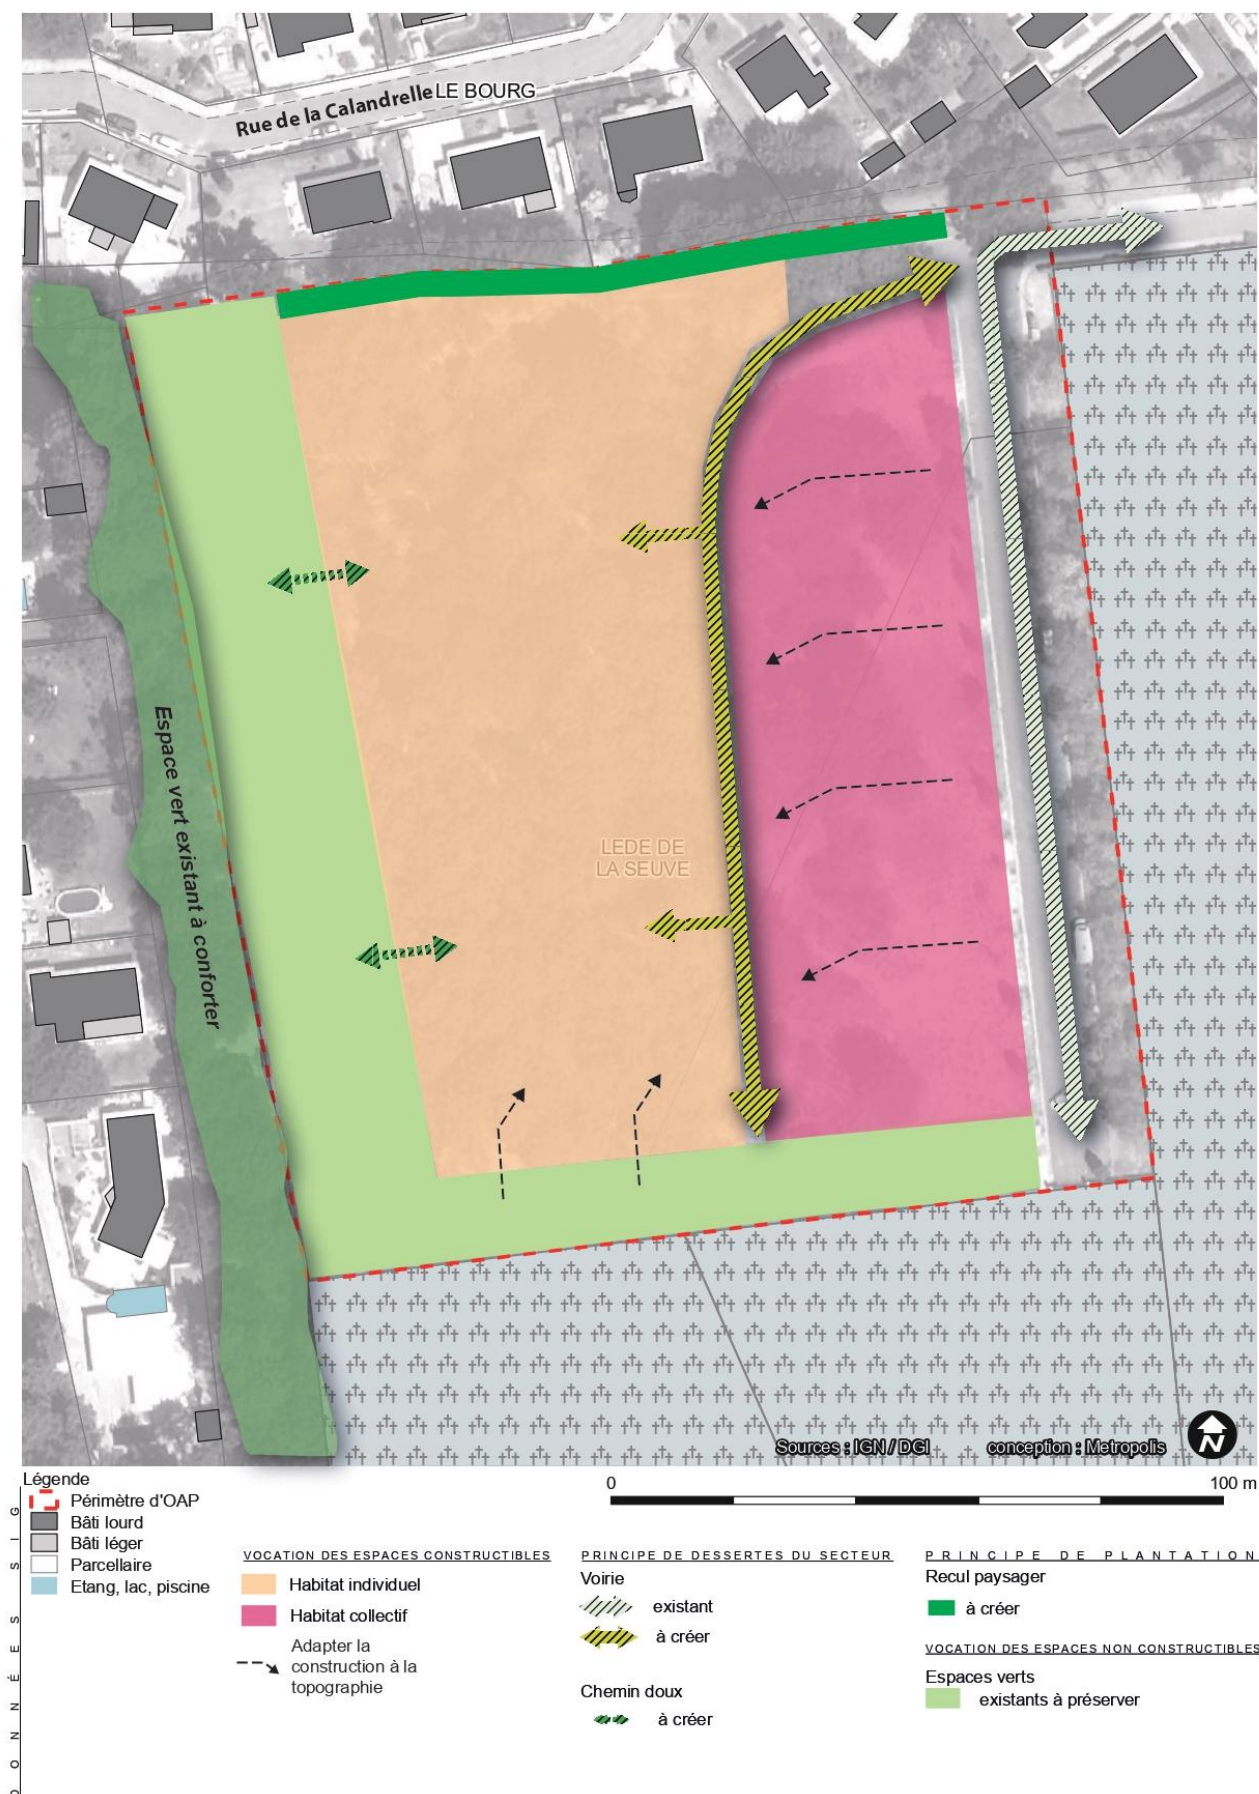 Rue de la Calandrelle
LE BOURG
Espace vert existant à conforter
LEDE DE
LA SEUVE
Sources : IGN / DGI
conception : Metropolis
N
Légende
0
100 m
DONNÉES SIG
Périmètre d'OAP
Bâti lourd
Bâti léger
Parcellaire
Etang, lac, piscine
VOCATION DES ESPACES CONSTRUCTIBLES
Habitat individuel
Habitat collectif
Adapter la
construction à la
topographie
PRINCIPE DE DESSERTES DU SECTEUR
Voirie
existant
à créer
Chemin doux
à créer
PRINCIPE DE PLANTATION
Recul paysager
à créer
VOCATION DES ESPACES NON CONSTRUCTIBLES
Espaces verts
existants à préserver